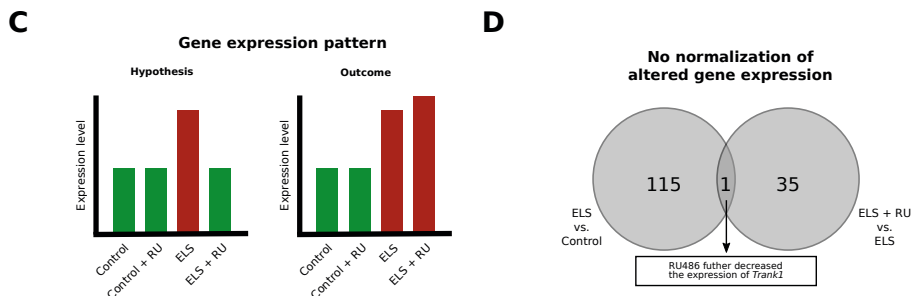 C
Gene expression pattern
Hypothesis
Expression level
Control
Control + RU
ELS
ELS + RU
Outcome
Expression level
Control
Control + RU
ELS
ELS + RU
D
No normalization of
altered gene expression
115
1
35
ELS
vs.
Control
ELS + RU
vs.
ELS
RU486 futher decreased
the expression of Trank1